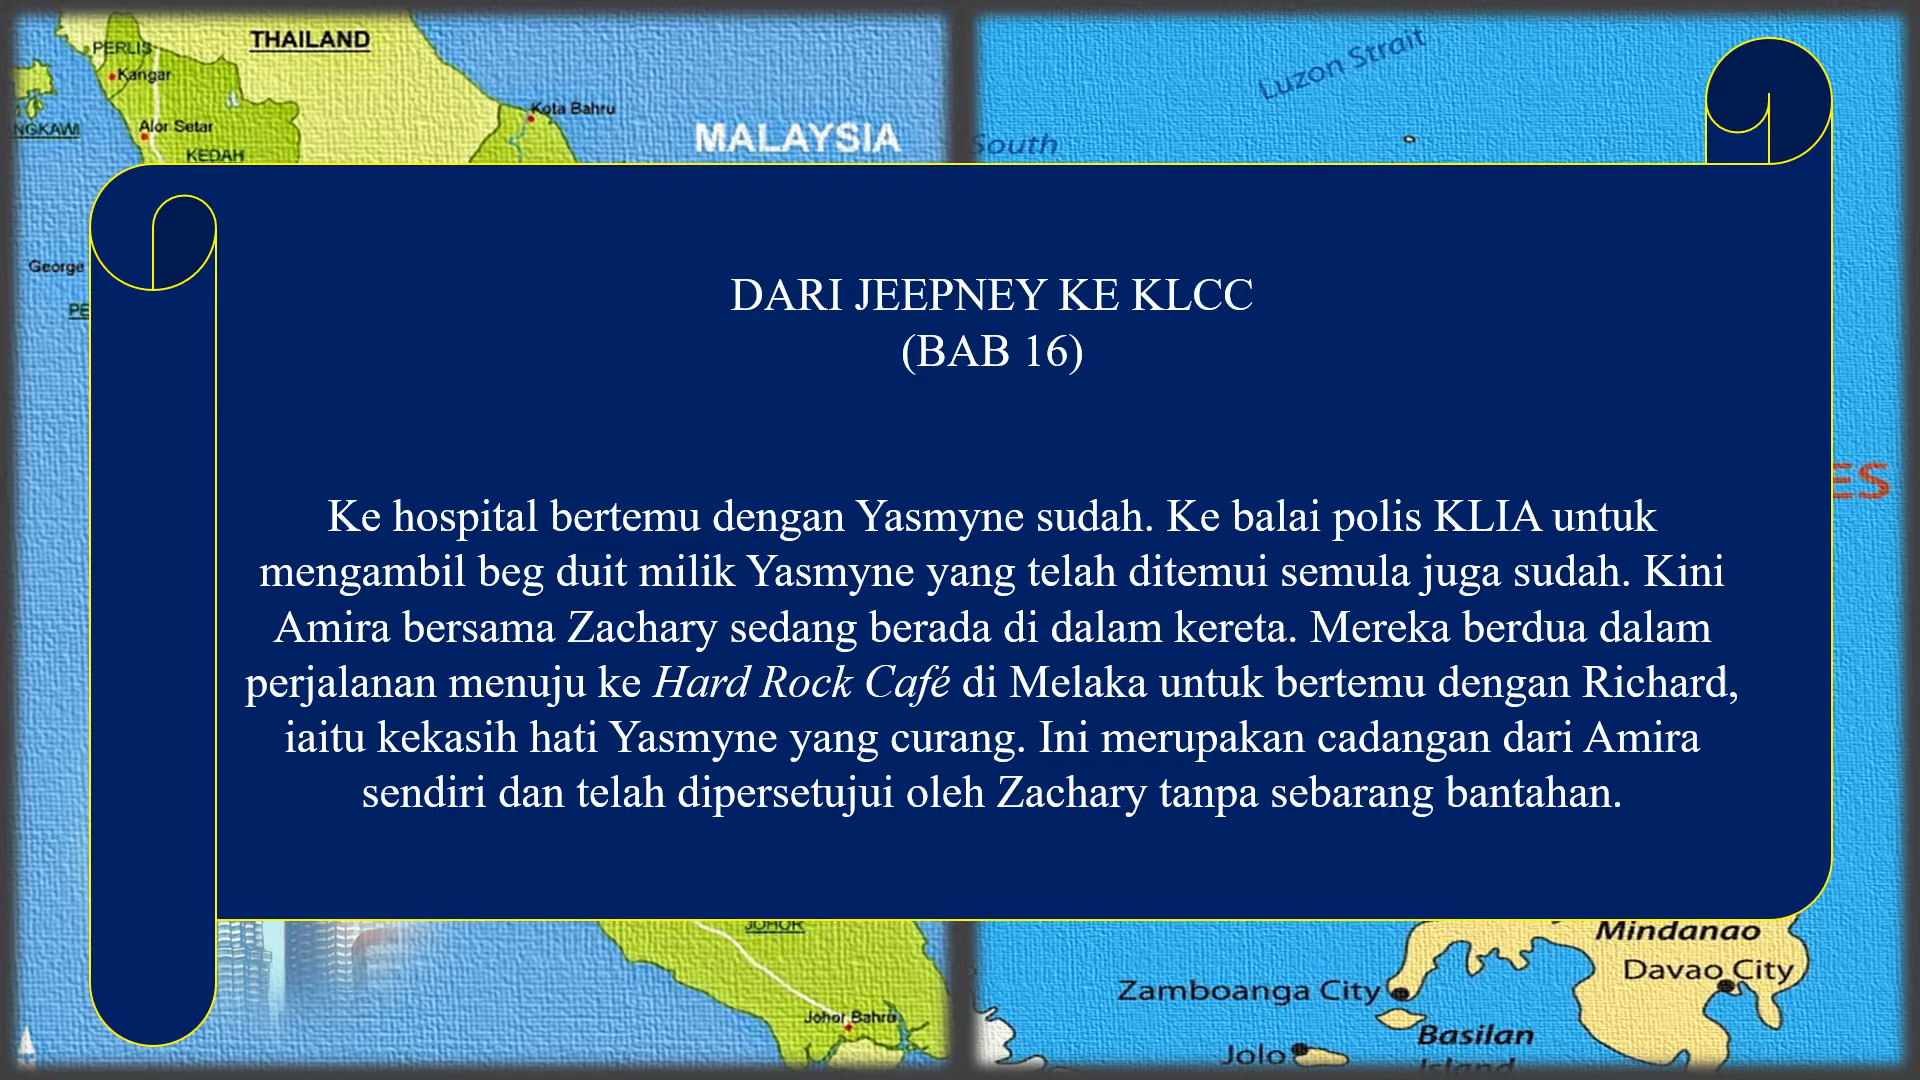 THAILAND
PERLIS
Kangar
Kota Bahru
NGKAWI
Alor Setar
KEDAH
MALAYSIA
Luzon Strait
South
George
PE
DARI JEEPNEY KE KLCC
(BAB 16)
Ke hospital bertemu dengan Yasmyne sudah. Ke balai polis KLIA untuk
mengambil beg duit milik Yasmyne yang telah ditemui semula juga sudah. Kini
Amira bersama Zachary sedang berada di dalam kereta. Mereka berdua dalam
perjalanan menuju ke Hard Rock Café di Melaka untuk bertemu dengan Richard,
iaitu kekasih hati Yasmyne yang curang. Ini merupakan cadangan dari Amira
sendiri dan telah dipersetujui oleh Zachary tanpa sebarang bantahan.
ES
JOHOR
Johor Bahru
Mindanao
Davao City
Zamboanga City
Basilan
Island
Jolo